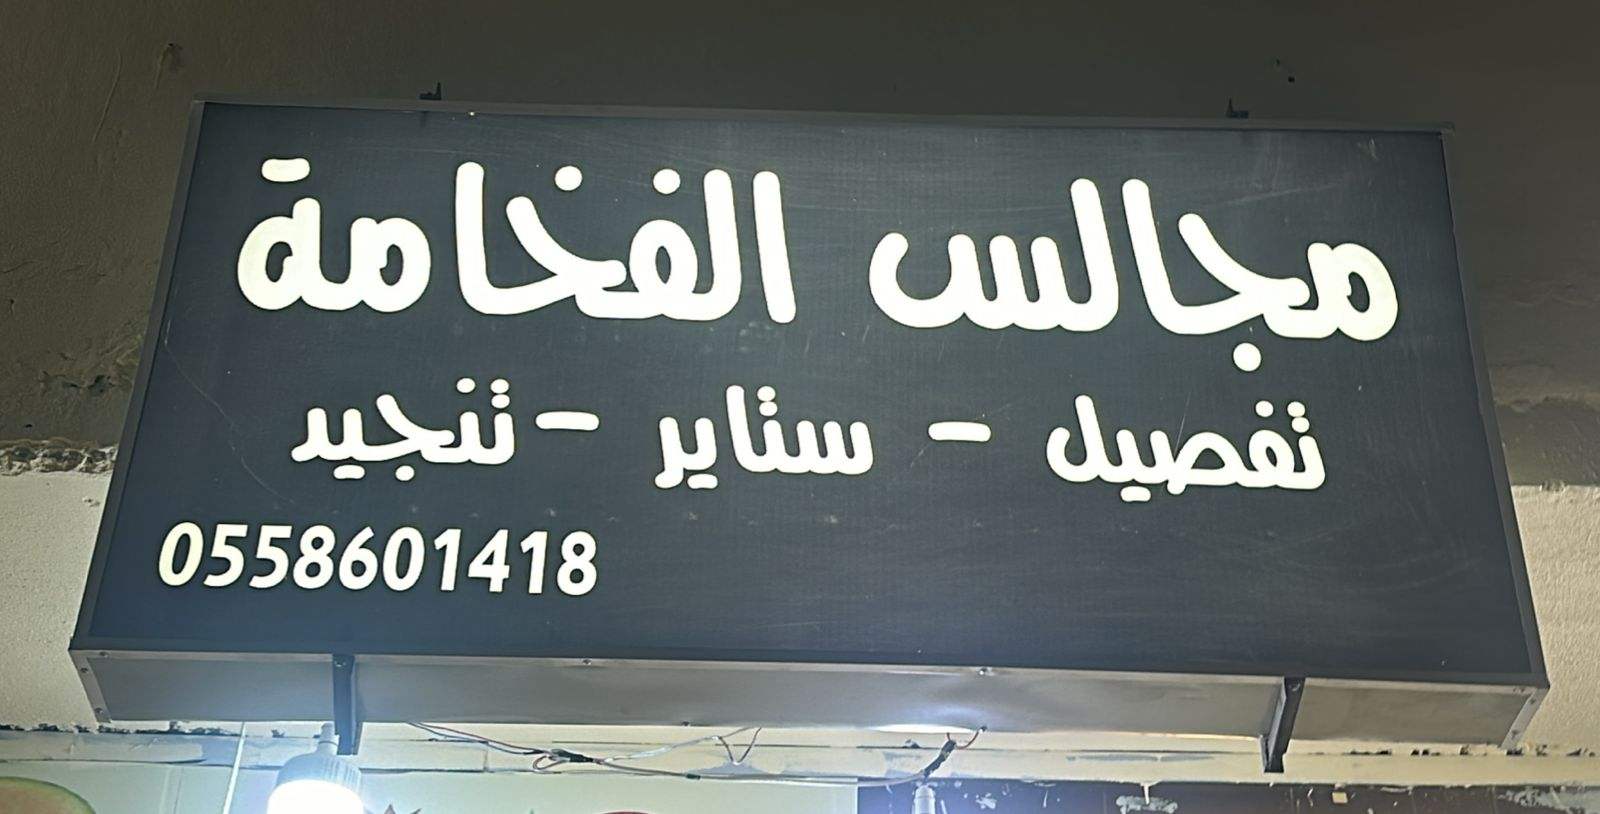 مجالس الفخامة
تفصيل - ستاير - تنجيد
0558601418